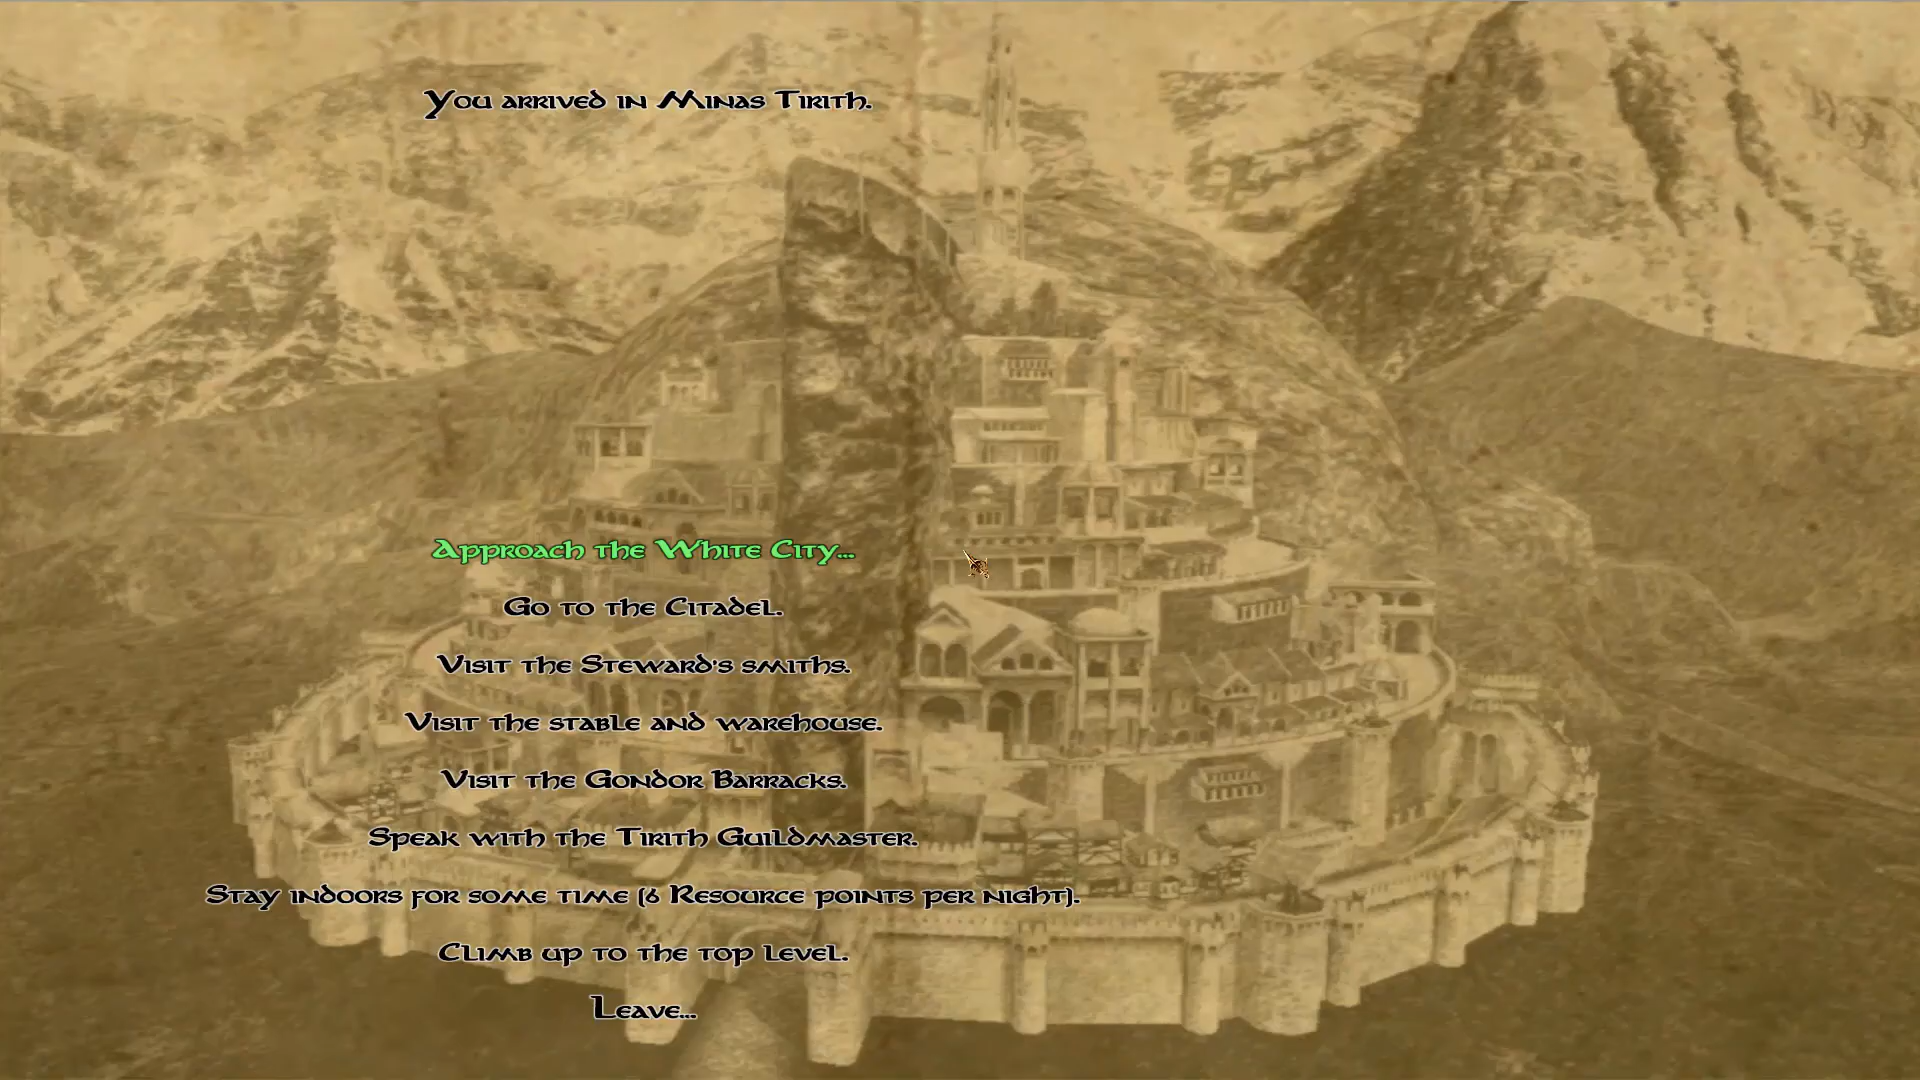 You arrived in Minas Tirith.
Approach the White City...
Go to the Citadel.
Visit the Steward's smiths.
Visit the stable and warehouse.
Visit the Gondor Barracks.
Speak with the Tirith Guildmaster.
Stay indoors for some time (6 Resource points per night).
Climb up to the top level.
Leave...